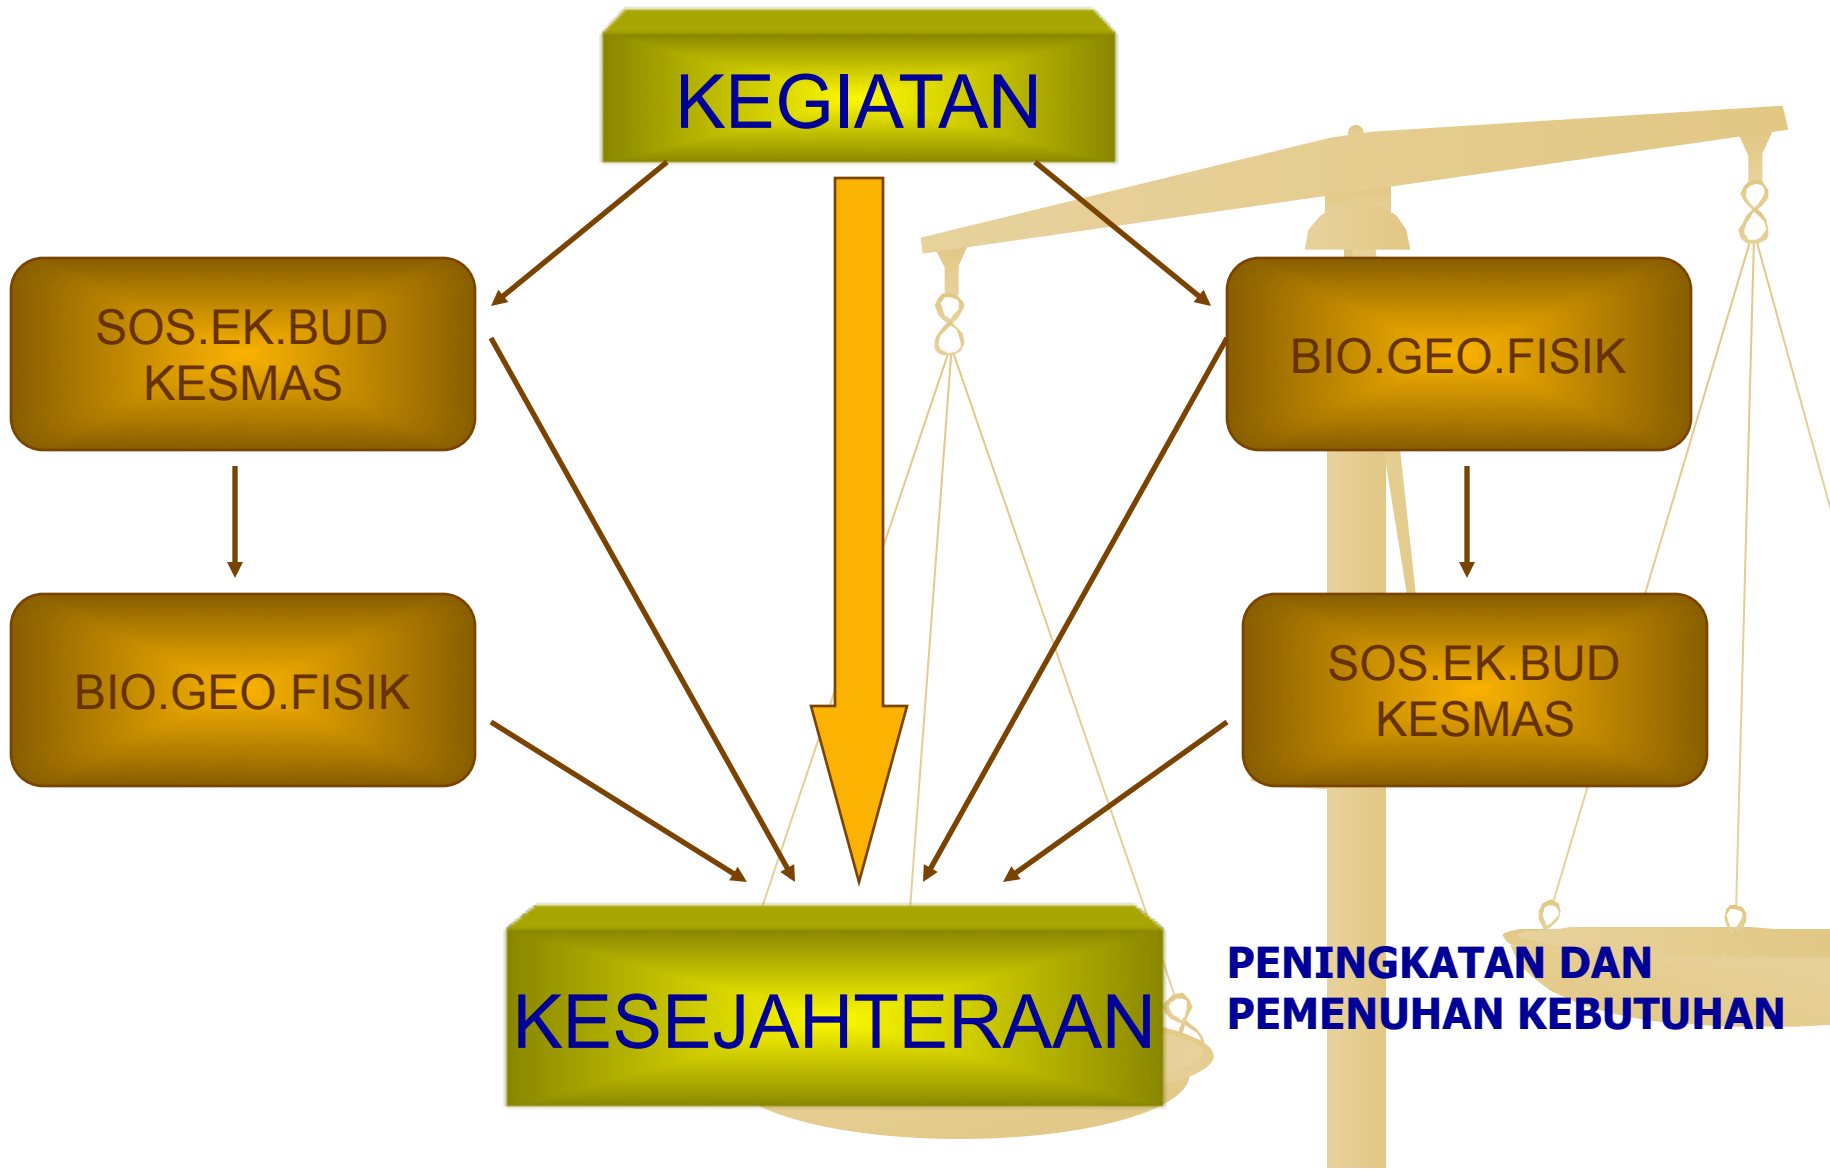 KEGIATAN
SOS.EK.BUD
KESMAS
BIO.GEO.FISIK
BIO.GEO.FISIK
SOS.EK.BUD
KESMAS
KESEJAHTERAAN
PENINGKATAN DAN
PEMENUHAN KEBUTUHAN